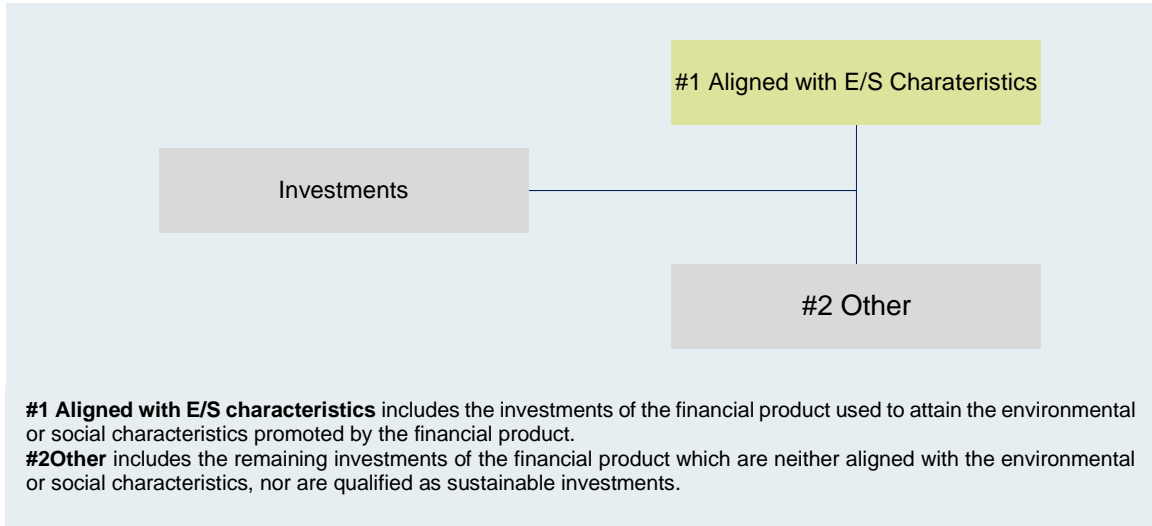 #1 Aligned with E/S Charateristics
Investments
#2 Other
#1 Aligned with E/S characteristics includes the investments of the financial product used to attain the environmental
or social characteristics promoted by the financial product.
#2Other includes the remaining investments of the financial product which are neither aligned with the environmental
or social characteristics, nor are qualified as sustainable investments.